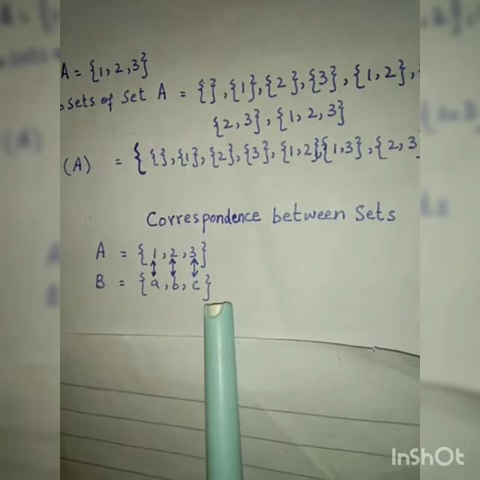 A = {1, 2, 3}
sets of Set A = {}, {1}, {2}, {3}, {1, 2},
{2, 3}, {1, 2, 3}
(A) = { {}, {1}, {2}, {3}, {1, 2}, {1, 3}, {2, 3
Correspondence between Sets
A = {1, 2, 3}
B = {a, b, c}
InShOt